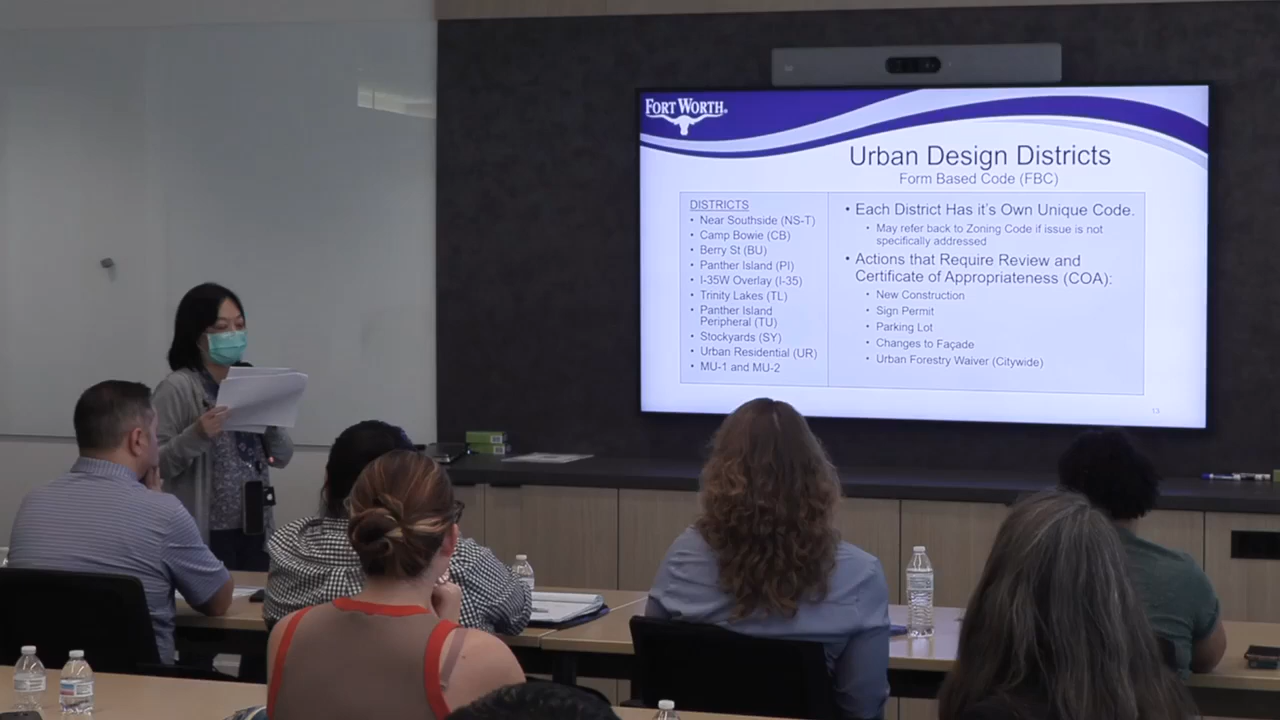 FORT WORTH®
Urban Design Districts
Form Based Code (FBC)
DISTRICTS
• Near Southside (NS-T)
• Camp Bowie (CB)
• Berry St (BU)
• Panther Island (PI)
• I-35W Overlay (I-35)
• Trinity Lakes (TL)
• Panther Island
Peripheral (TU)
• Stockyards (SY)
• Urban Residential (UR)
• MU-1 and MU-2
• Each District Has it's Own Unique Code.
• May refer back to Zoning Code if issue is not
specifically addressed
• Actions that Require Review and
Certificate of Appropriateness (COA):
• New Construction
• Sign Permit
• Parking Lot
• Changes to Façade
• Urban Forestry Waiver (Citywide)
13